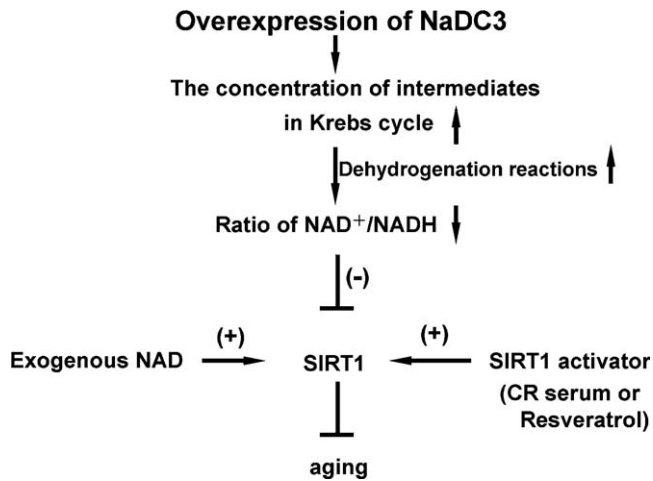 Overexpression of NaDC3
The concentration of intermediates
in Krebs cycle
Dehydrogenation reactions
Ratio of NAD+/NADH
(-)
(+)
(+)
Exogenous NAD
SIRT1
SIRT1 activator
(CR serum or
Resveratrol)
aging